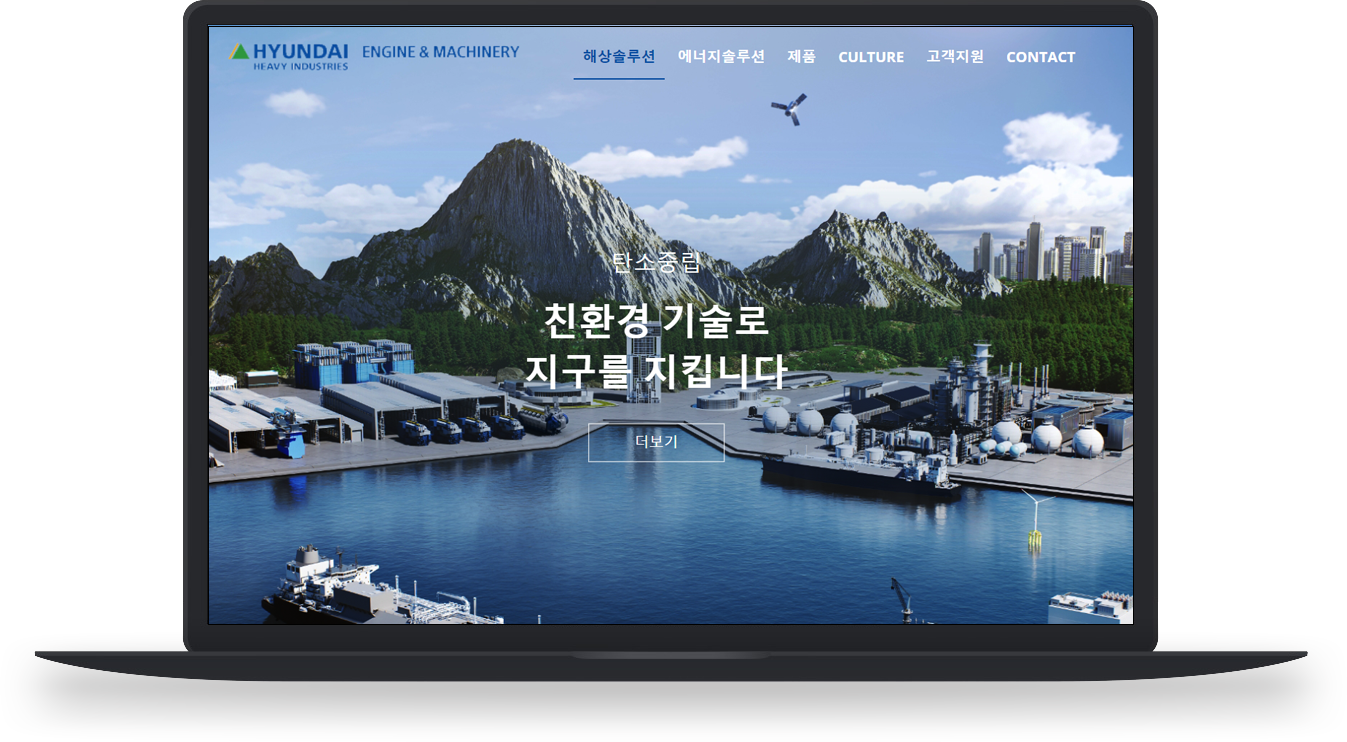 HYUNDAI
HEAVY INDUSTRIES
ENGINE & MACHINERY
해상솔루션 에너지솔루션 제품 CULTURE 고객지원 CONTACT
탄소중립
친환경 기술로
지구를 지킵니다
더보기